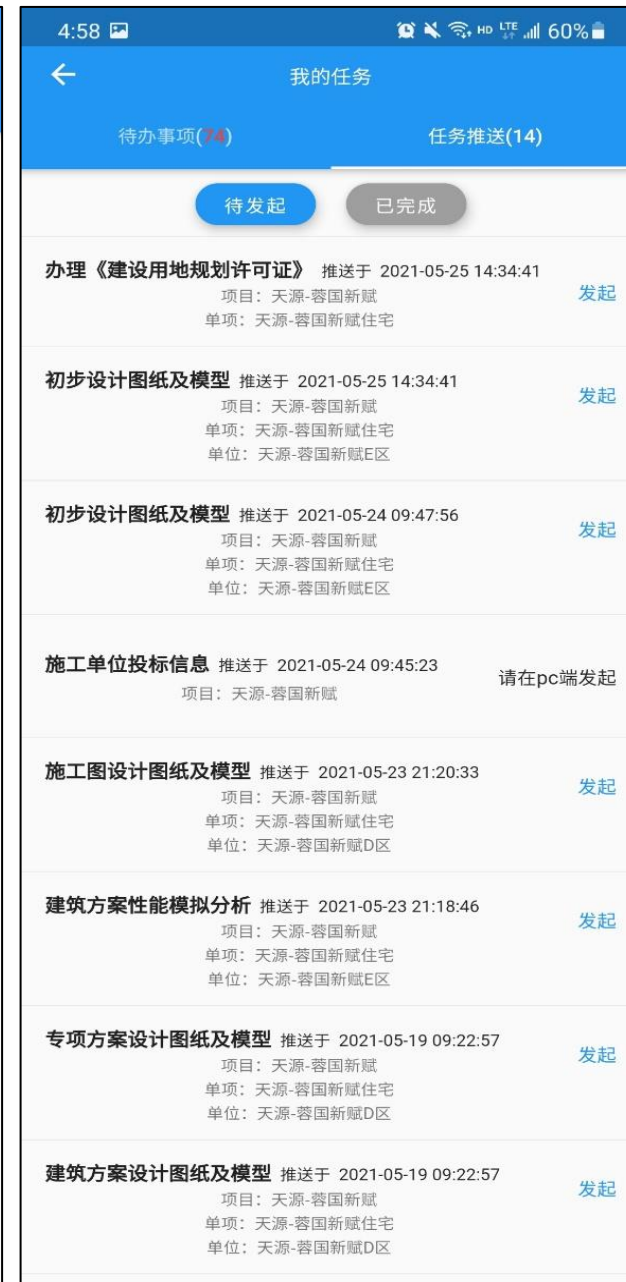 4:58 HD LTE 60%
我的任务
待办事项(74) 任务推送(14)
待发起 已完成
办理《建设用地规划许可证》 推送于 2021-05-25 14:34:41
项目：天源-蓉国新赋
单项：天源-蓉国新赋住宅
发起
初步设计图纸及模型 推送于 2021-05-25 14:34:41
项目：天源-蓉国新赋
单项：天源-蓉国新赋住宅
单位：天源-蓉国新赋E区
发起
初步设计图纸及模型 推送于 2021-05-24 09:47:56
项目：天源-蓉国新赋
单项：天源-蓉国新赋住宅
单位：天源-蓉国新赋E区
发起
施工单位投标信息 推送于 2021-05-24 09:45:23
项目：天源-蓉国新赋
请在pc端发起
施工图设计图纸及模型 推送于 2021-05-23 21:20:33
项目：天源-蓉国新赋
单项：天源-蓉国新赋住宅
单位：天源-蓉国新赋D区
发起
建筑方案性能模拟分析 推送于 2021-05-23 21:18:46
项目：天源-蓉国新赋
单项：天源-蓉国新赋住宅
单位：天源-蓉国新赋E区
发起
专项方案设计图纸及模型 推送于 2021-05-19 09:22:57
项目：天源-蓉国新赋
单项：天源-蓉国新赋住宅
单位：天源-蓉国新赋D区
发起
建筑方案设计图纸及模型 推送于 2021-05-19 09:22:57
项目：天源-蓉国新赋
单项：天源-蓉国新赋住宅
单位：天源-蓉国新赋D区
发起